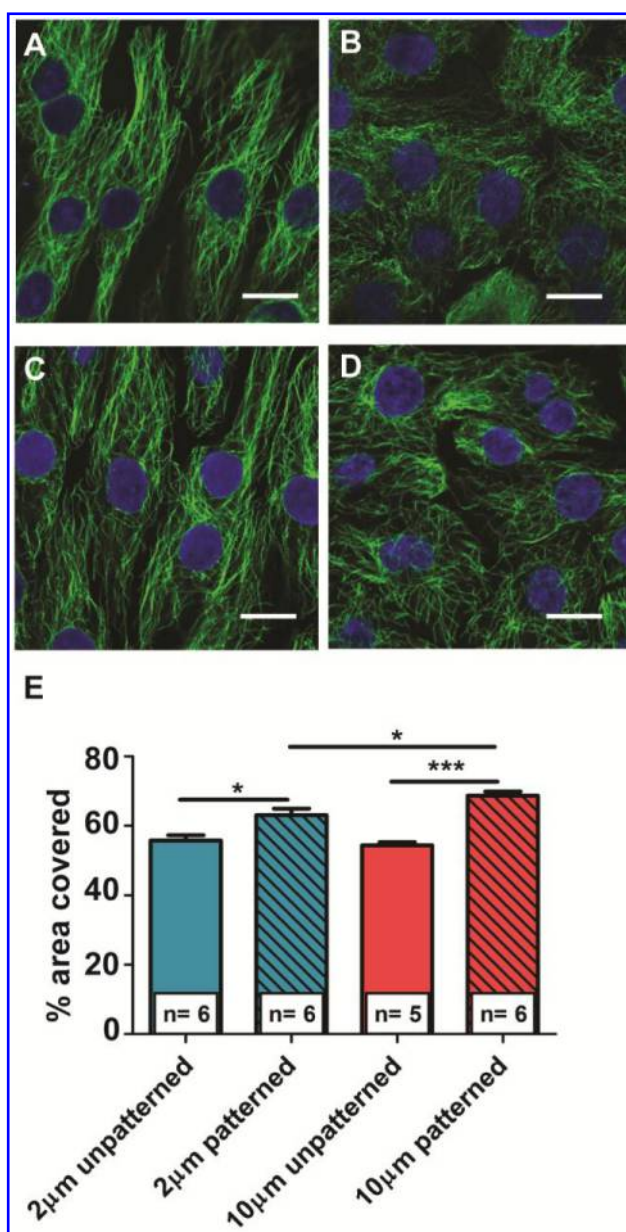 A
B
C
D
E
*
*
***
% area covered
80
60
40
20
0
n= 6
n= 6
n= 5
n= 6
2µm unpatterned
2µm patterned
10µm unpatterned
10µm patterned